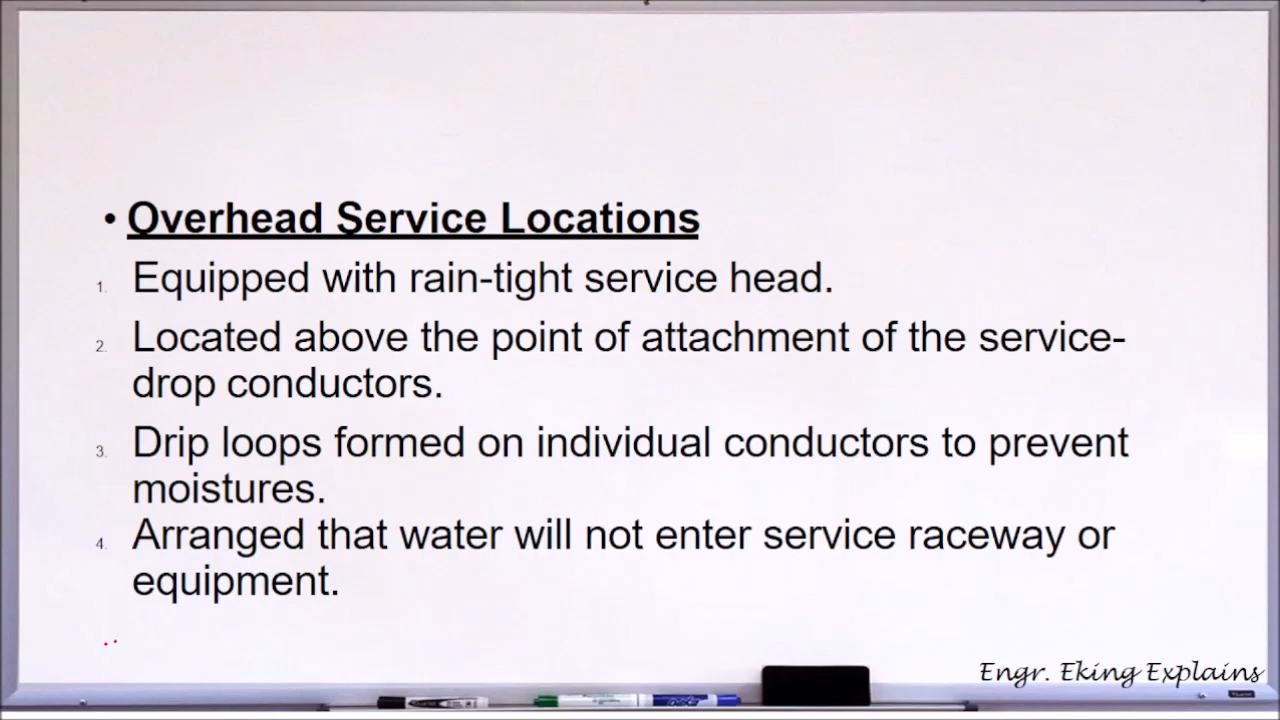 • Overhead Service Locations
1. Equipped with rain-tight service head.
2. Located above the point of attachment of the service-
drop conductors.
3. Drip loops formed on individual conductors to prevent
moistures.
4. Arranged that water will not enter service raceway or
equipment.
Engr. Eking Explains